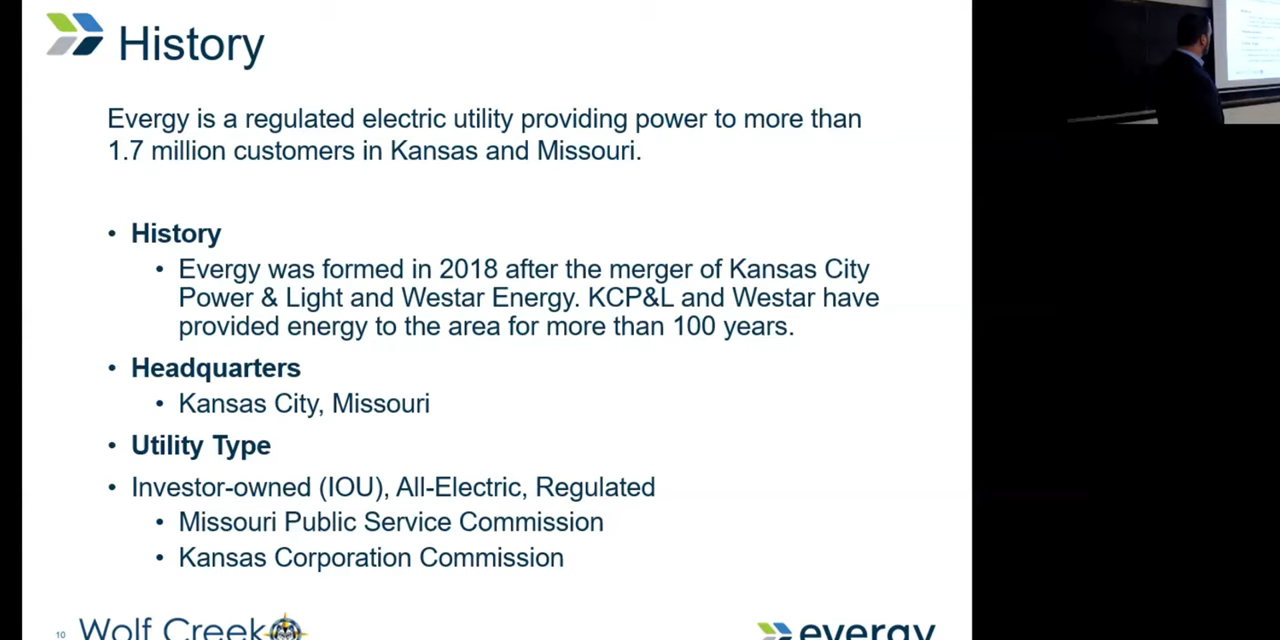 History
Evergy is a regulated electric utility providing power to more than
1.7 million customers in Kansas and Missouri.
• History
• Evergy was formed in 2018 after the merger of Kansas City
Power & Light and Westar Energy. KCP&L and Westar have
provided energy to the area for more than 100 years.
• Headquarters
• Kansas City, Missouri
• Utility Type
• Investor-owned (IOU), All-Electric, Regulated
• Missouri Public Service Commission
• Kansas Corporation Commission
10 Wolf Creek
evergy